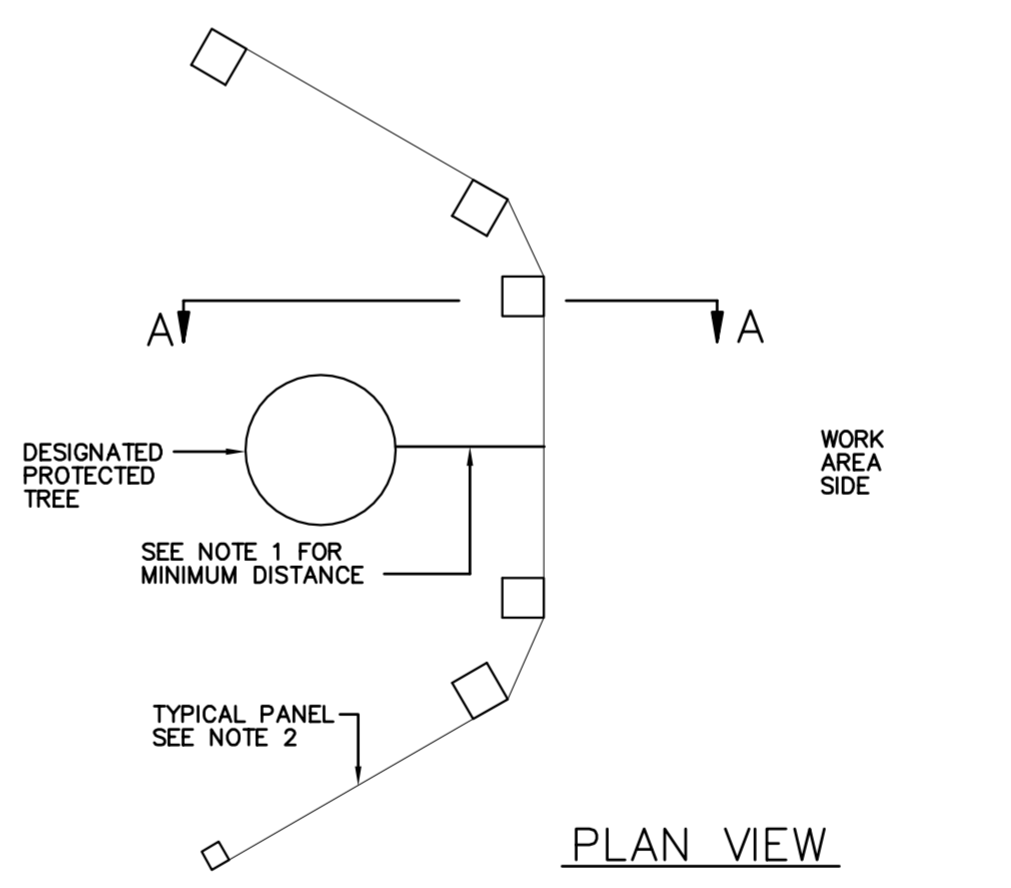 A
A
DESIGNATED
PROTECTED
TREE
WORK
AREA
SIDE
SEE NOTE 1 FOR
MINIMUM DISTANCE
TYPICAL PANEL
SEE NOTE 2
PLAN VIEW